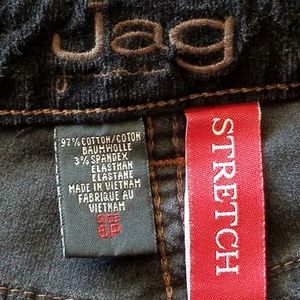 Jag
97% COTTON/COTON
BAUMWOLLE
3% SPANDEX
ELASTHAN
ELASTANE
MADE IN VIETNAM
FABRIQUE AU
VIETNAM
SIZE
6P
STRETCH